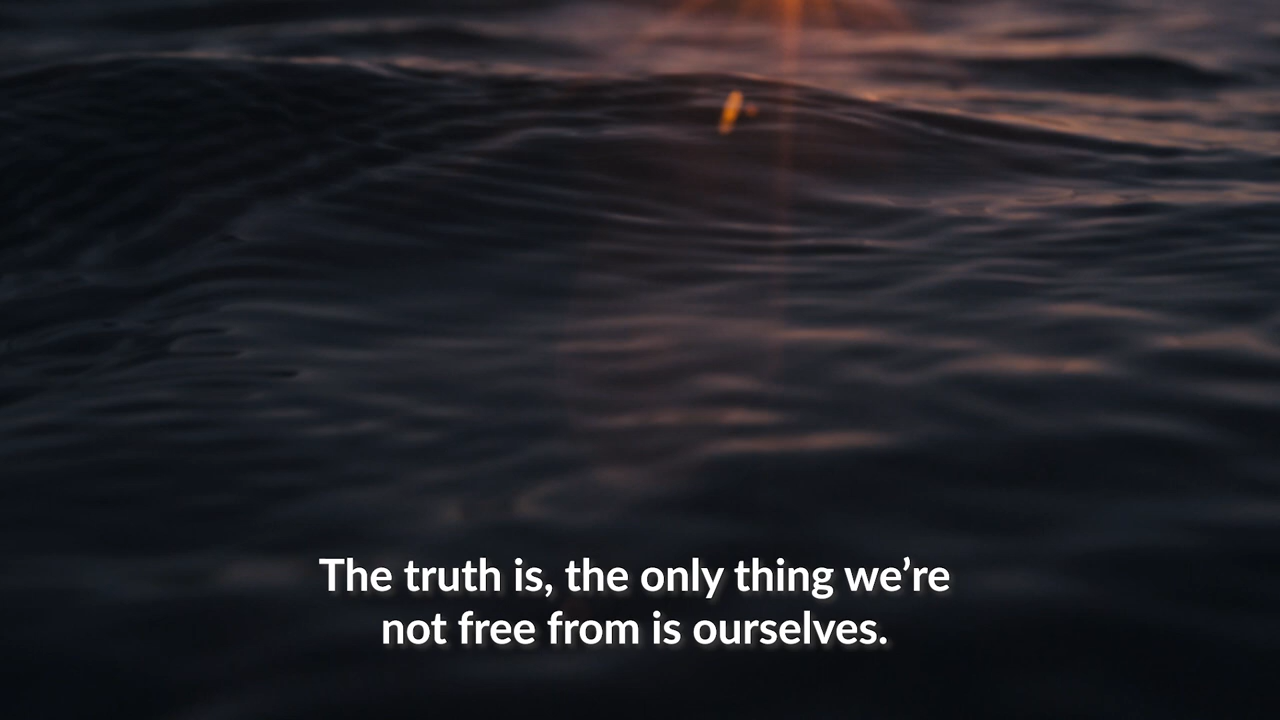 The truth is, the only thing we’re
not free from is ourselves.